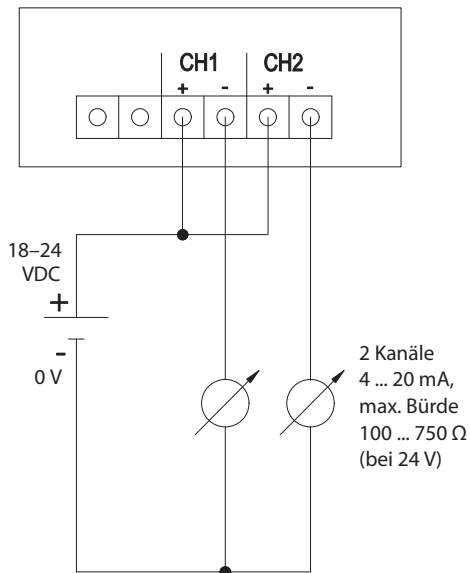 CH1 CH2
+ - + -
18–24
VDC
+
-
0 V
2 Kanäle
4 ... 20 mA,
max. Bürde
100 ... 750 Ω
(bei 24 V)